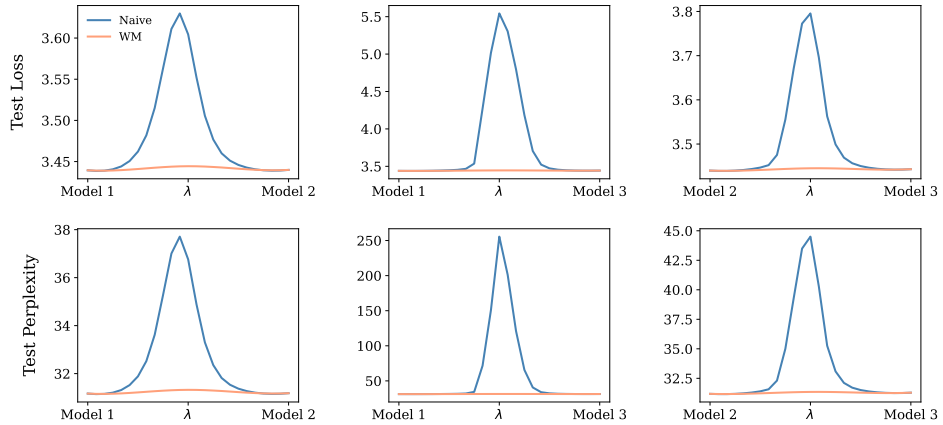 Test Loss
3.60
3.55
3.50
3.45
Naive
WM
Model 1 λ Model 2
5.5
5.0
4.5
4.0
3.5
Model 1 λ Model 3
3.8
3.7
3.6
3.5
Model 2 λ Model 3
Test Perplexity
38
36
34
32
Model 1 λ Model 2
250
200
150
100
50
Model 1 λ Model 3
45.0
42.5
40.0
37.5
35.0
32.5
Model 2 λ Model 3